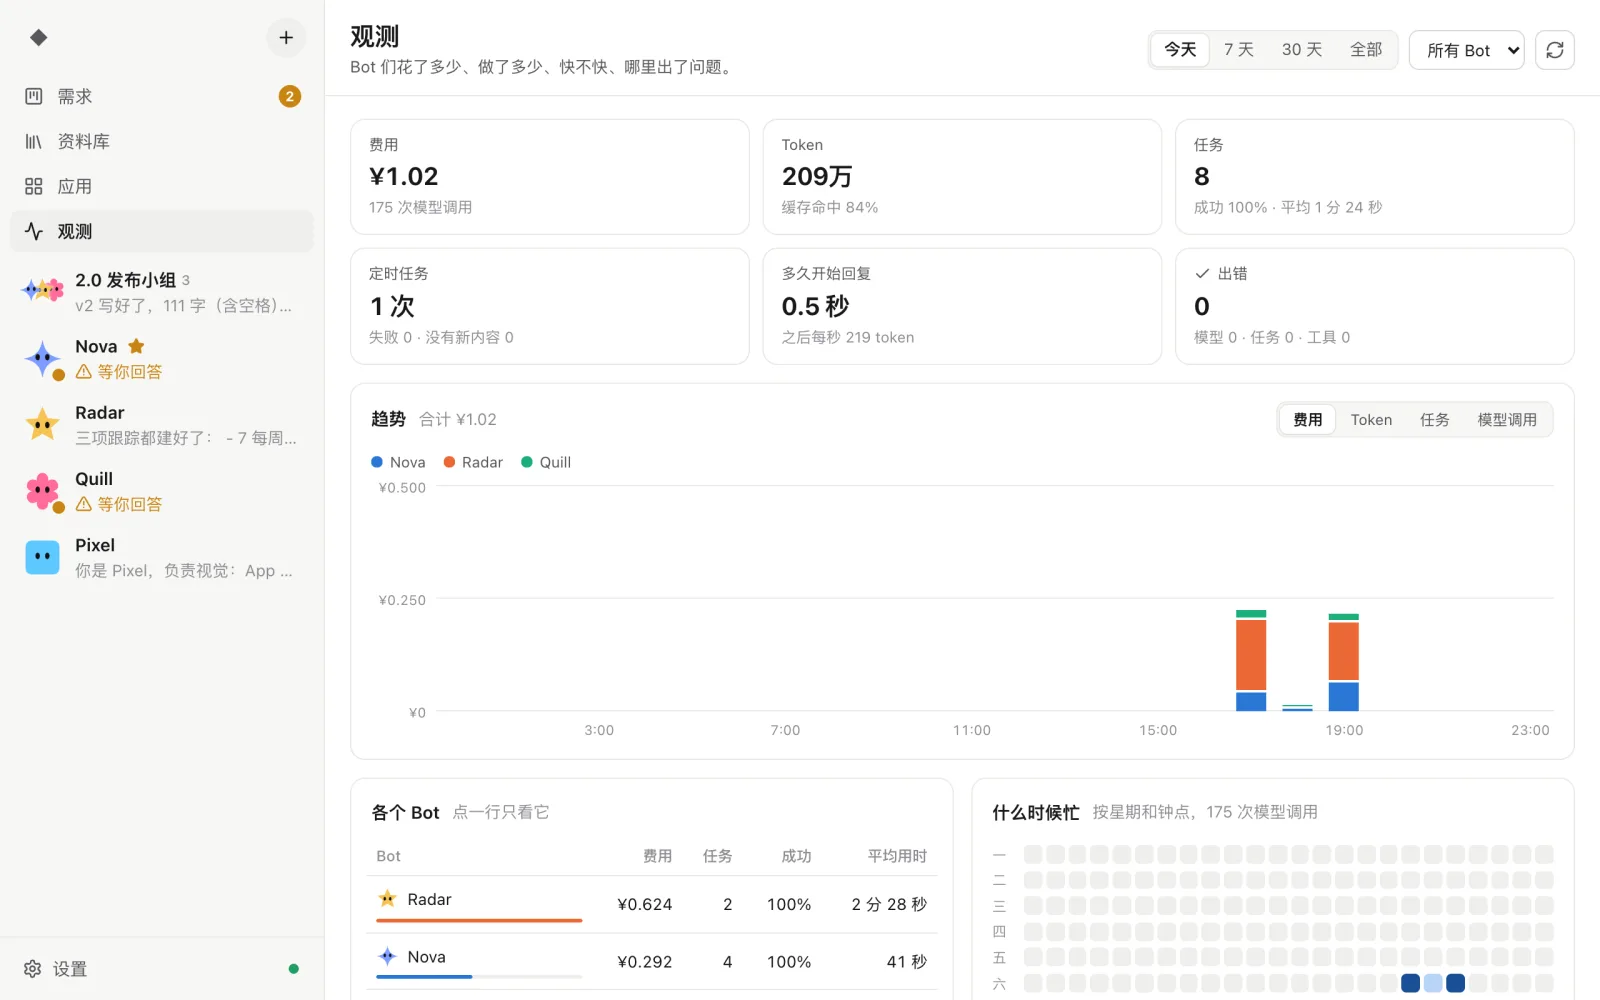 需求
2
资料库
应用
观测
2.0 发布小组 3
v2 写好了，111 字（含空格）...
Nova
等你回答
Radar
三项跟踪都建好了： - 7 每周...
Quill
等你回答
Pixel
你是 Pixel，负责视觉：App ...
设置
观测
Bot 们花了多少、做了多少、快不快、哪里出了问题。
今天 7 天 30 天 全部
所有 Bot
费用
¥1.02
175 次模型调用
Token
209万
缓存命中 84%
任务
8
成功 100% · 平均 1 分 24 秒
定时任务
1 次
失败 0 · 没有新内容 0
多久开始回复
0.5 秒
之后每秒 219 token
出错
0
模型 0 · 任务 0 · 工具 0
趋势 合计 ¥1.02
费用 Token 任务 模型调用
Nova Radar Quill
¥0.500
¥0.250
¥0
3:00 7:00 11:00 15:00 19:00 23:00
各个 Bot 点一行只看它
Bot 费用 任务 成功 平均用时
Radar ¥0.624 2 100% 2 分 28 秒
Nova ¥0.292 4 100% 41 秒
什么时候忙 按星期和钟点，175 次模型调用
一
二
三
四
五
六